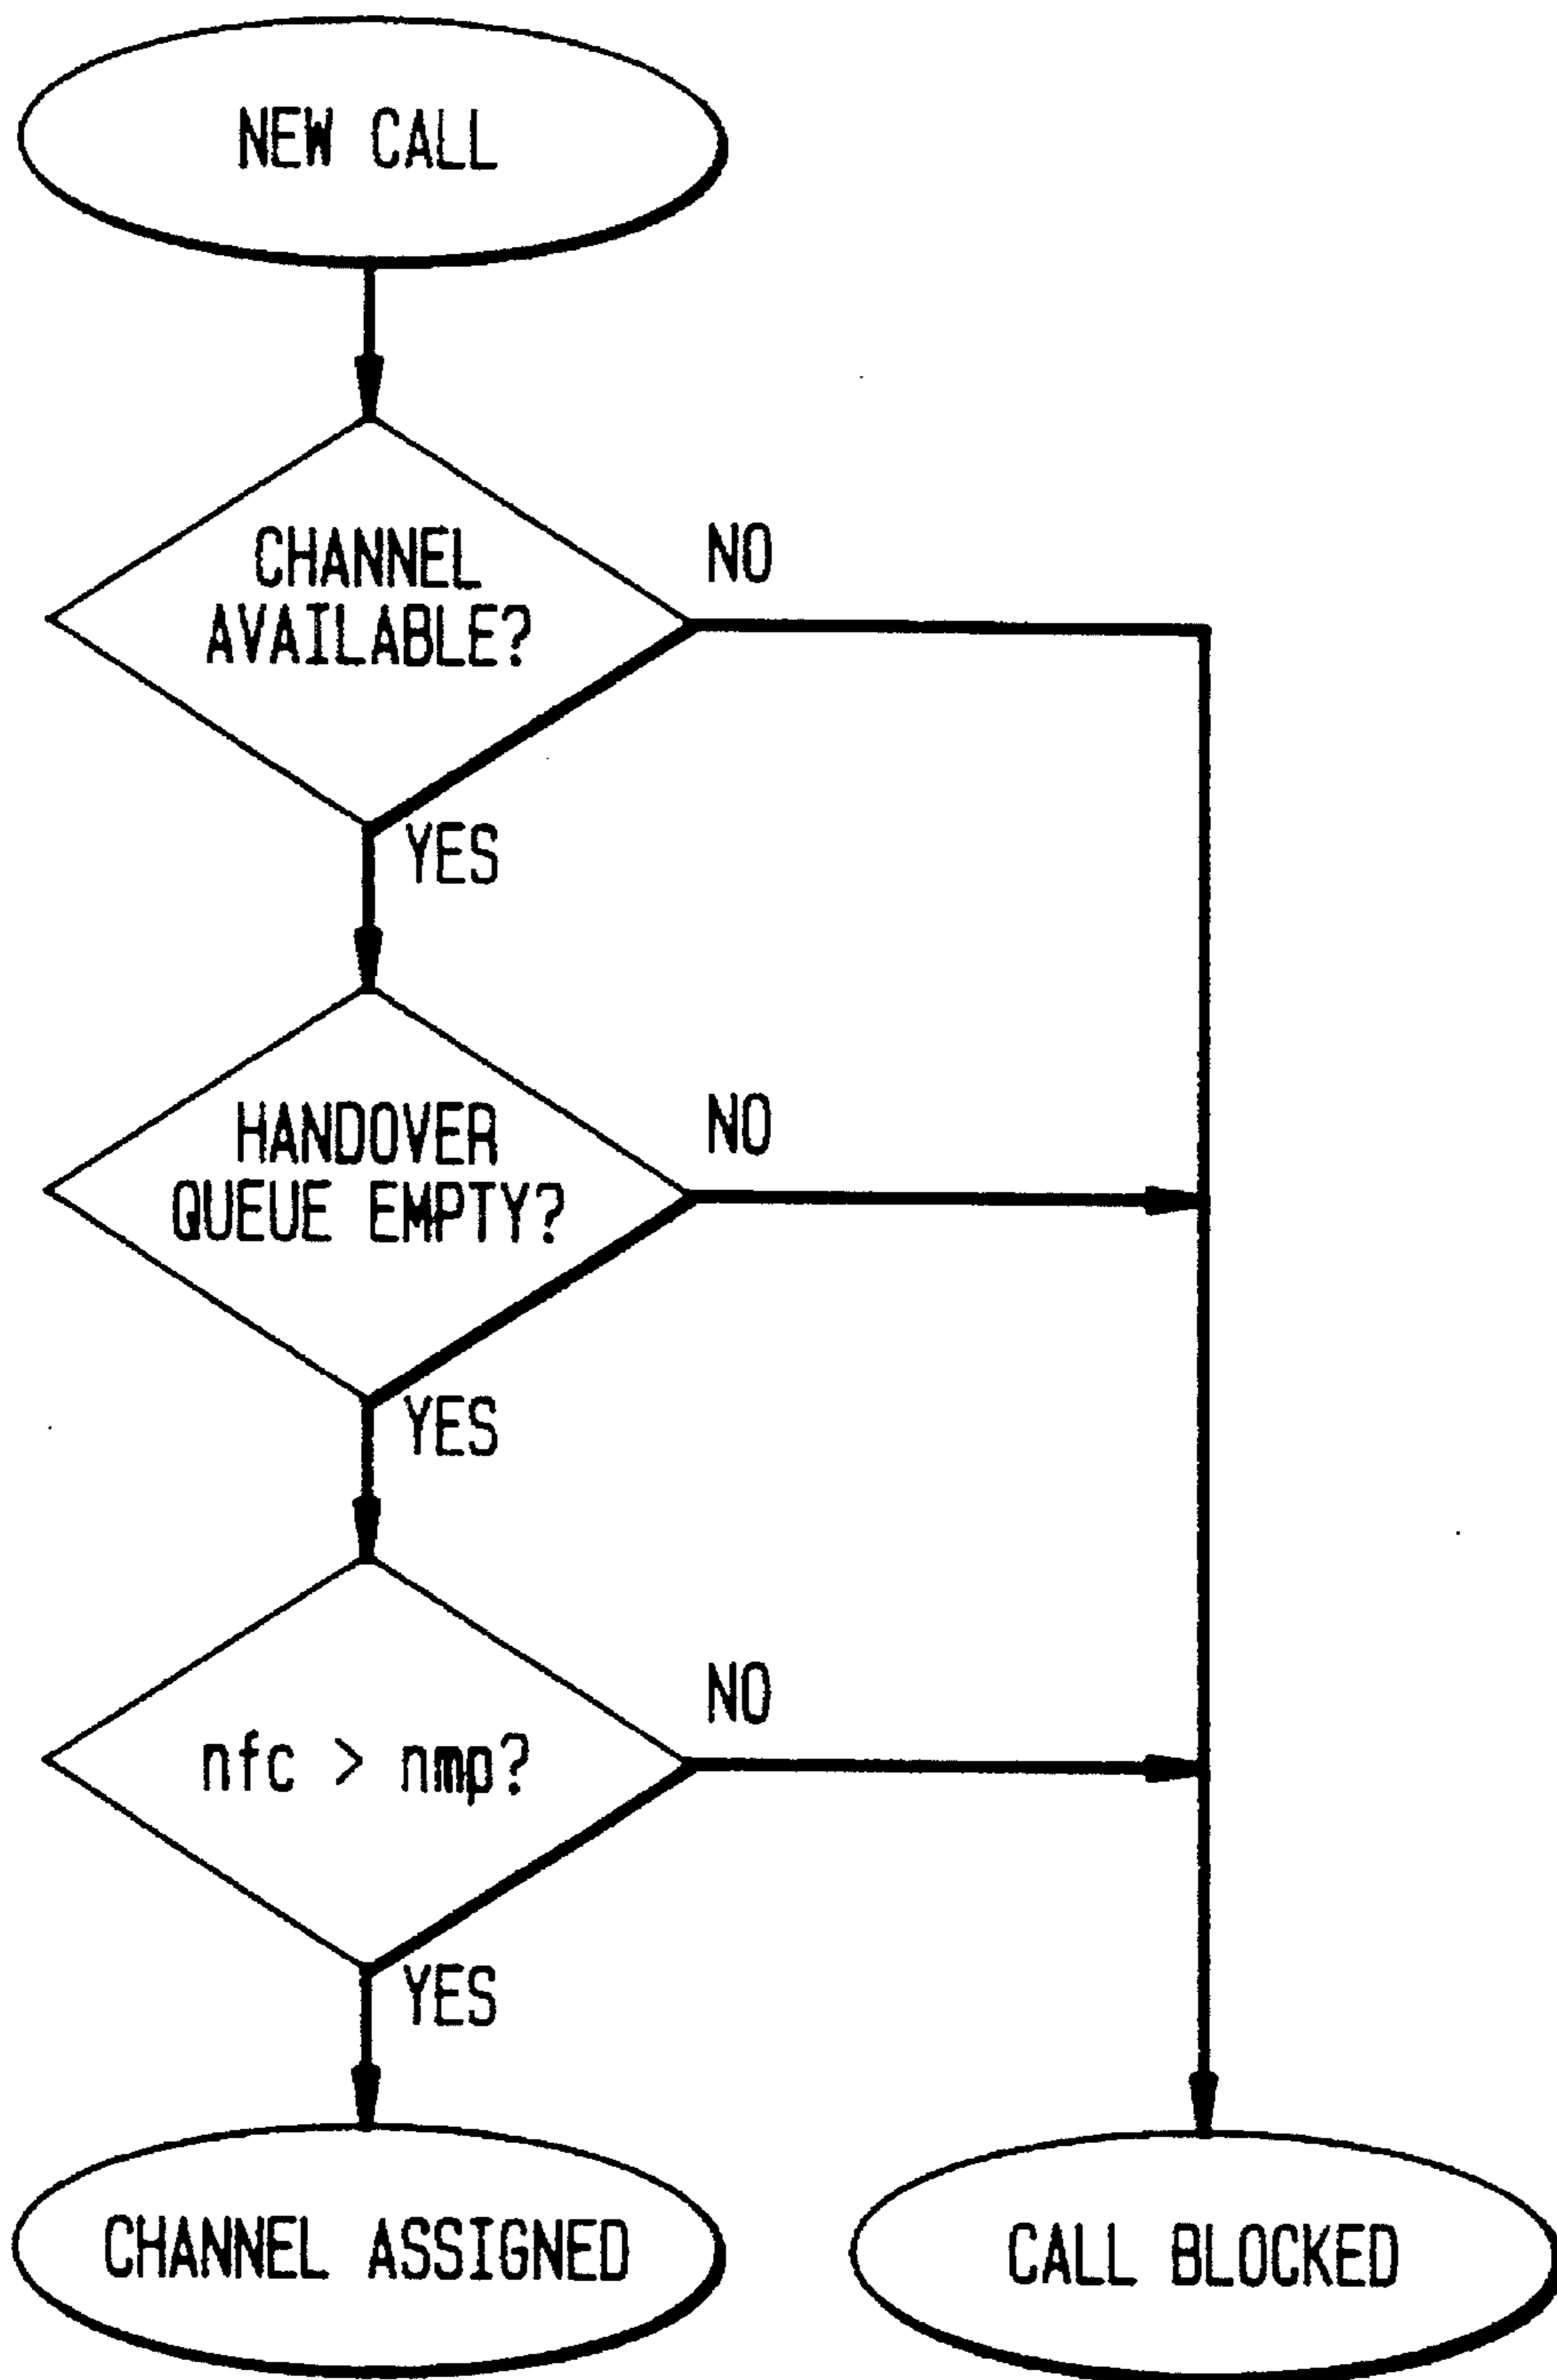 NEW CALL
CHANNEL
AVAILABLE?
NO
YES
HANDOVER
QUEUE EMPTY?
NO
YES
nfc > nmp?
NO
YES
CHANNEL ASSIGNED
CALL BLOCKED